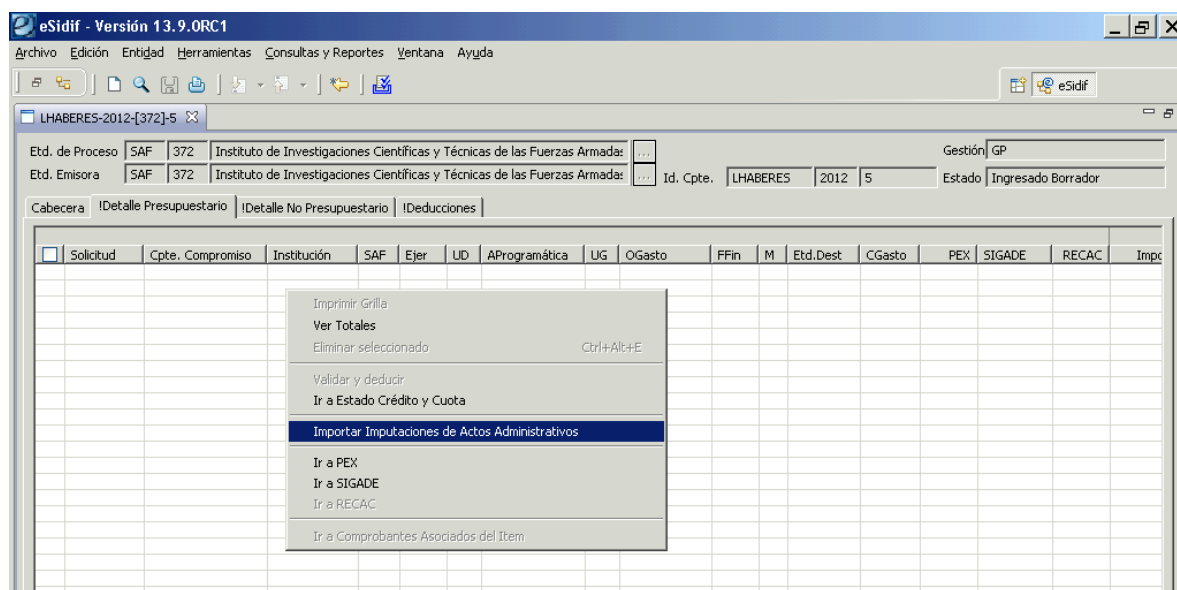 eSidif - Versión 13.9.0RC1
Archivo Edición Entidad Herramientas Consultas y Reportes Ventana Ayuda
eSidif
LHABERES-2012-[372]-5
Etd. de Proceso SAF 372 Instituto de Investigaciones Científicas y Técnicas de las Fuerzas Armadas ... Gestión GP
Etd. Emisora SAF 372 Instituto de Investigaciones Científicas y Técnicas de las Fuerzas Armadas ... Id. Cpte. LHABERES 2012 5 Estado Ingresado Borrador
Cabecera !Detalle Presupuestario !Detalle No Presupuestario !Deducciones
Solicitud Cpte. Compromiso Institución SAF Ejer UD AProgramática UG OGasto FFin M Etd.Dest CGasto PEX SIGADE RECAC Impo
Imprimir Grilla
Ver Totales
Eliminar seleccionado Ctrl+Alt+E
Validar y deducir
Ir a Estado Crédito y Cuota
Importar Imputaciones de Actos Administrativos
Ir a PEX
Ir a SIGADE
Ir a RECAC
Ir a Comprobantes Asociados del Item